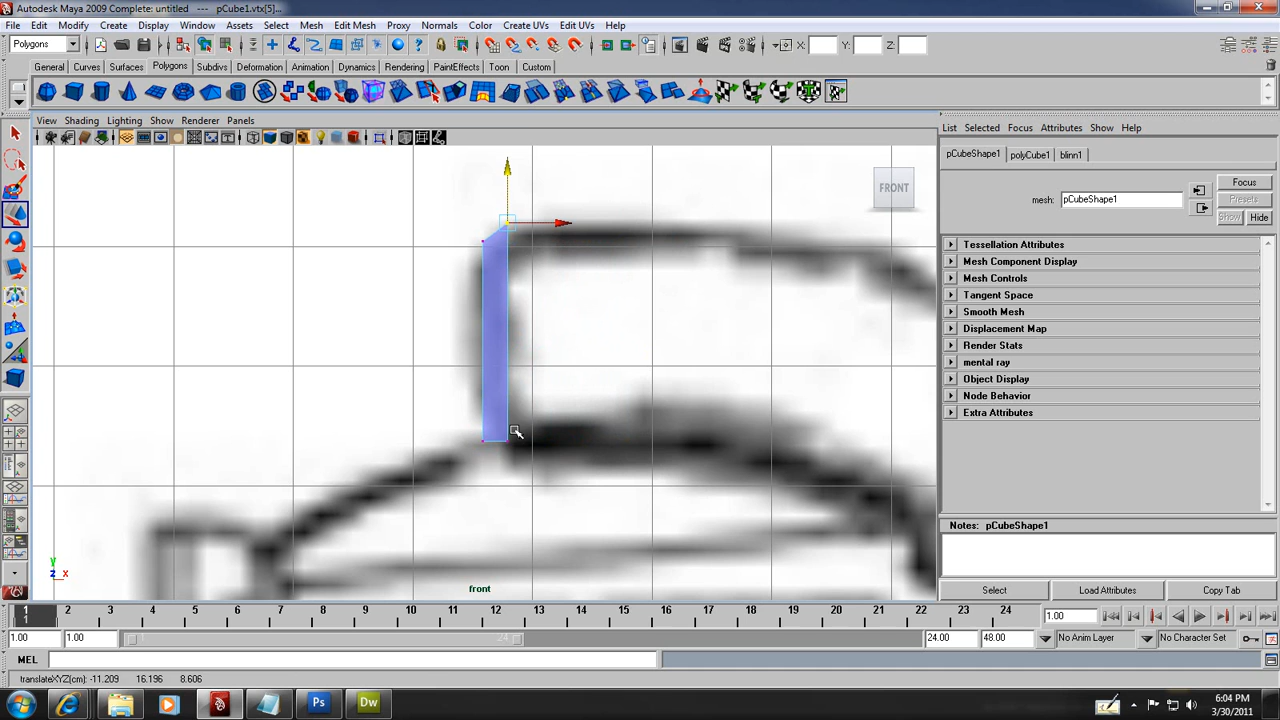 Autodesk Maya 2009 Complete: untitled --- pCube1.vtx[5]...
File Edit Modify Create Display Window Assets Select Mesh Edit Mesh Proxy Normals Color Create UVs Edit UVs Help
Polygons X: Y: Z:
General Curves Surfaces Polygons Subdivs Deformation Animation Dynamics Rendering PaintEffects Toon Custom
View Shading Lighting Show Renderer Panels
List Selected Focus Attributes Show Help
pCubeShape1 polyCube1 blinn1
FRONT
Focus
mesh: pCubeShape1 Presets
Show Hide
Tessellation Attributes
Mesh Component Display
Mesh Controls
Tangent Space
Smooth Mesh
Displacement Map
Render Stats
mental ray
Object Display
Node Behavior
Extra Attributes
Notes: pCubeShape1
y
z x
front
Select Load Attributes Copy Tab
1 2 3 4 5 6 7 8 9 10 11 12 13 14 15 16 17 18 19 20 21 22 23 24 1.00
1
1.00 1.00 1 24 24.00 48.00 No Anim Layer No Character Set
MEL
translateXYZ(cm): -11.209 16.196 8.606
Ps Dw
6:04 PM
3/30/2011